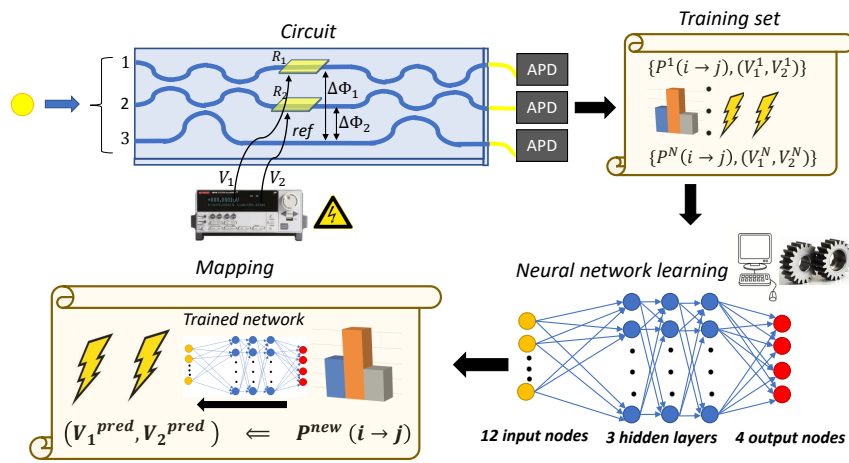 Circuit
1
2
3
R₁
R₂
ref
ΔΦ₁
ΔΦ₂
V₁
V₂
APD
APD
APD
Training set
{P¹(i → j), (V₁¹, V₂¹)}
{Pᴺ(i → j), (V₁ᴺ, V₂ᴺ)}
Neural network learning
12 input nodes
3 hidden layers
4 output nodes
Mapping
Trained network
(V₁ᵖʳᵉᵈ, V₂ᵖʳᵉᵈ) ⇐ Pⁿᵉʷ (i → j)